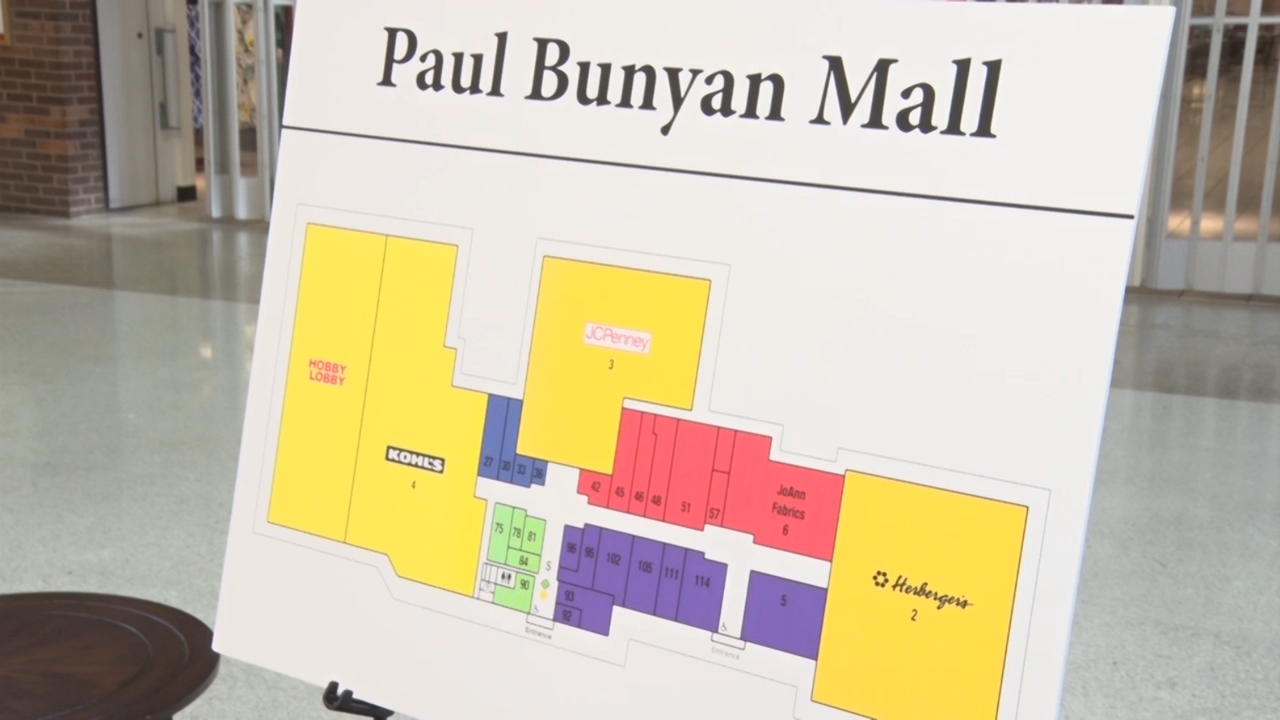 Paul Bunyan Mall
HOBBY
LOBBY
KOHL'S
4
JCPenney
3
27
30
33
36
42
45
46
48
51
57
JoAnn
Fabrics
6
75
78
81
84
90
S
96
95
102
105
111
114
93
92
5
Herberger's
2
Entrance
Entrance